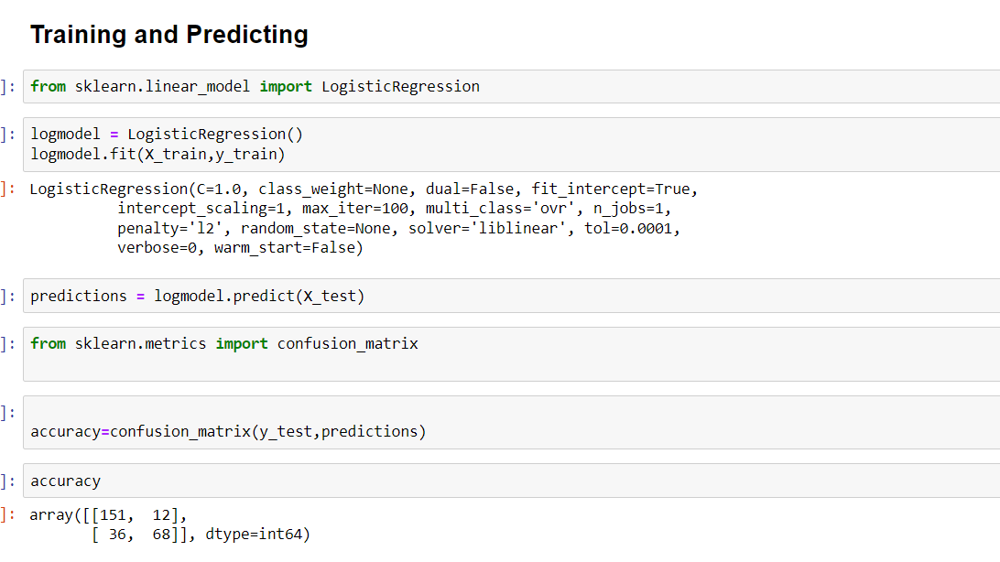 Training and Predicting
]: from sklearn.linear_model import LogisticRegression
]: logmodel = LogisticRegression()
logmodel.fit(X_train,y_train)
]: LogisticRegression(C=1.0, class_weight=None, dual=False, fit_intercept=True,
intercept_scaling=1, max_iter=100, multi_class='ovr', n_jobs=1,
penalty='l2', random_state=None, solver='liblinear', tol=0.0001,
verbose=0, warm_start=False)
]: predictions = logmodel.predict(X_test)
]: from sklearn.metrics import confusion_matrix
]:
accuracy=confusion_matrix(y_test,predictions)
]: accuracy
]: array([[151, 12],
[ 36, 68]], dtype=int64)